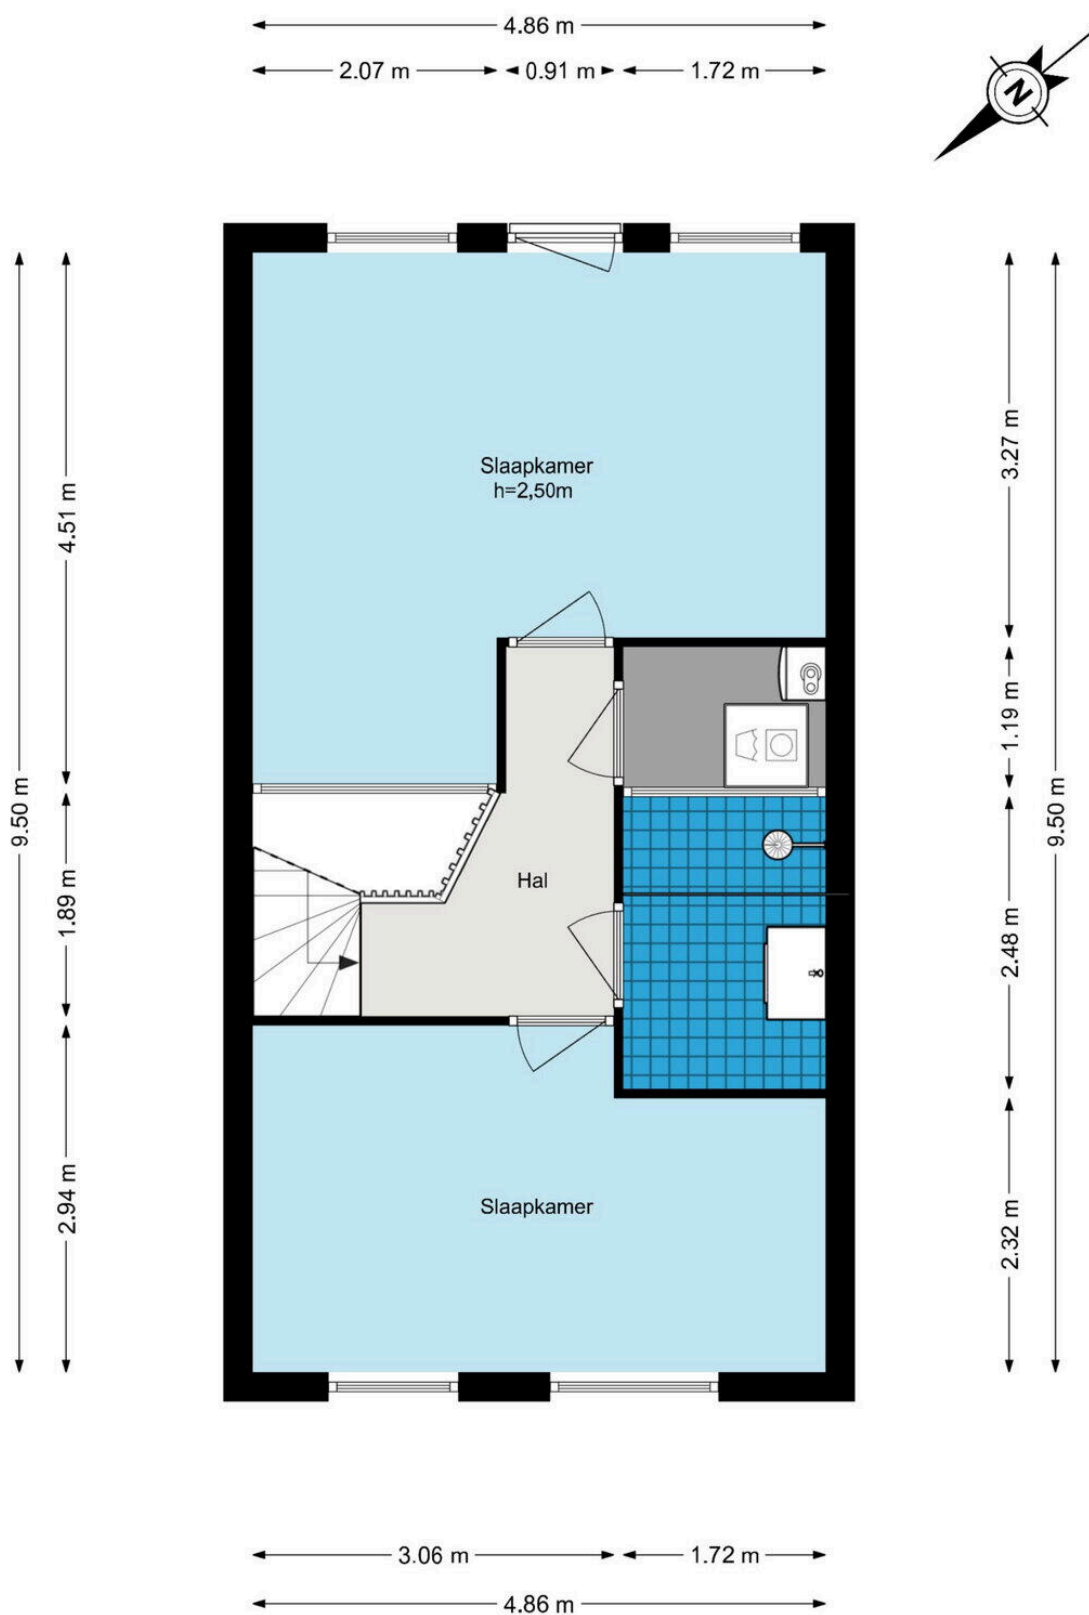 4.86 m
2.07 m
0.91 m
1.72 m
N
Slaapkamer
h=2,50m
4.51 m
3.27 m
1.19 m
9.50 m
9.50 m
Hal
1.89 m
2.48 m
Slaapkamer
2.94 m
2.32 m
3.06 m
1.72 m
4.86 m